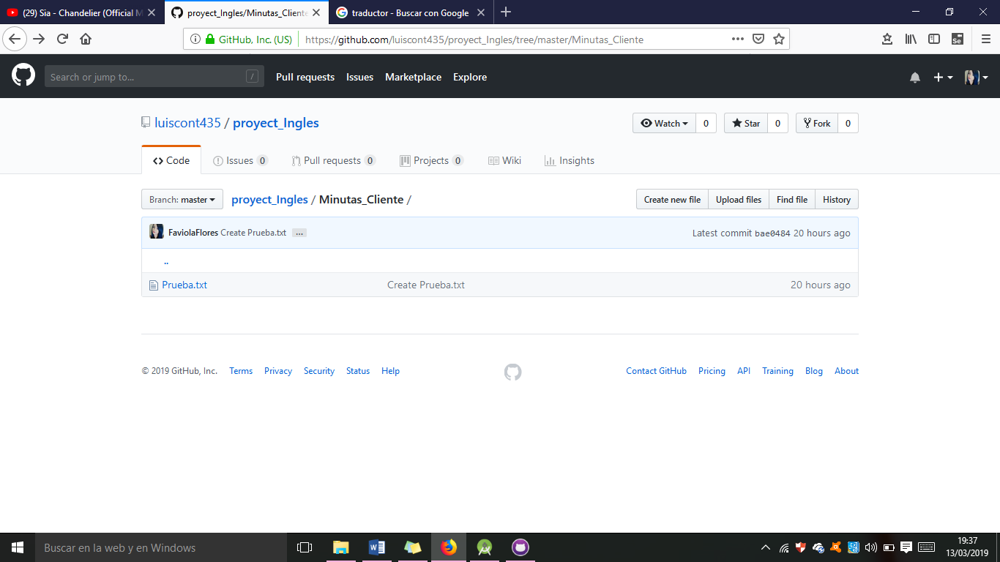 (29) Sia - Chandelier (Official M
proyect_Ingles/Minutas_Cliente
traductor - Buscar con Google
GitHub, Inc. (US)
https://github.com/luiscont435/proyect_Ingles/tree/master/Minutas_Cliente
Search or jump to...
/
Pull requests
Issues
Marketplace
Explore
luiscont435 / proyect_Ingles
Watch 0
Star 0
Fork 0
Code
Issues 0
Pull requests 0
Projects 0
Wiki
Insights
Branch: master
proyect_Ingles / Minutas_Cliente /
Create new file
Upload files
Find file
History
FaviolaFlores Create Prueba.txt ...
Latest commit bae0484 20 hours ago
..
Prueba.txt
Create Prueba.txt
20 hours ago
© 2019 GitHub, Inc.
Terms
Privacy
Security
Status
Help
Contact GitHub
Pricing
API
Training
Blog
About
Buscar en la web y en Windows
19:37
13/03/2019